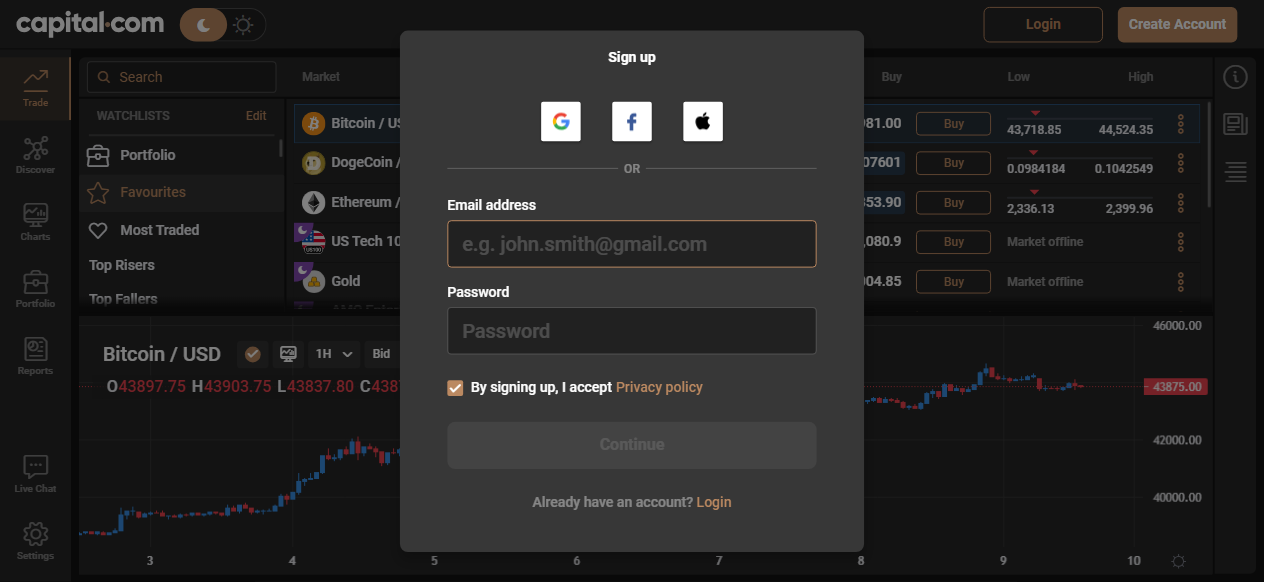 capital.com
Login
Create Account
Trade
Discover
Charts
Portfolio
Reports
Live Chat
Settings
Search
WATCHLISTS Edit
Portfolio
Favourites
Most Traded
Top Risers
Top Fallers
Market Buy Low High
Bitcoin / 81.00 Buy 43,718.85 44,524.35
DogeCoin / 07601 Buy 0.0984184 0.1042549
Ethereum / 353.90 Buy 2,336.13 2,399.96
US Tech 10 ,080.9 Buy Market offline
Gold 04.85 Buy Market offline
Sign up
OR
Email address
e.g. john.smith@gmail.com
Password
Password
By signing up, I accept Privacy policy
Continue
Already have an account? Login
Bitcoin / USD 1H Bid
O43897.75 H43903.75 L43837.80 C4387
46000.00
43875.00
42000.00
40000.00
3 4 5 6 7 8 9 10